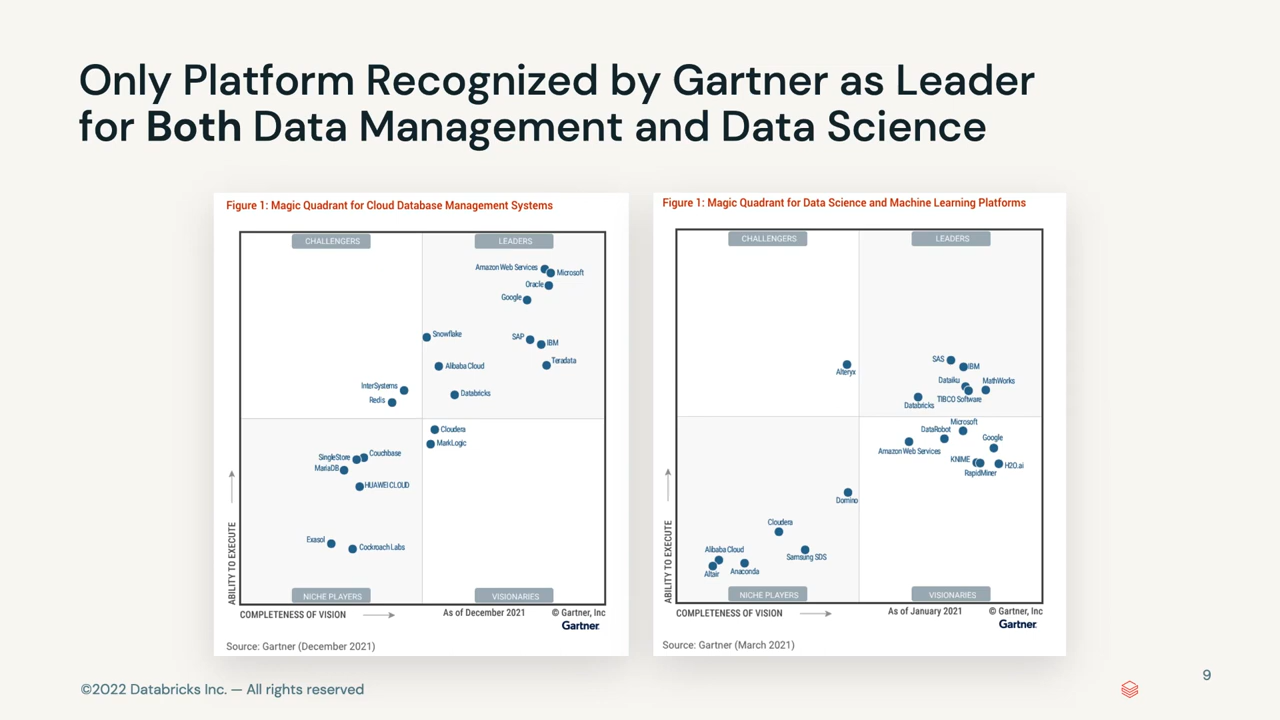 Only Platform Recognized by Gartner as Leader
for Both Data Management and Data Science
Figure 1: Magic Quadrant for Cloud Database Management Systems
CHALLENGERS
LEADERS
Amazon Web Services
Microsoft
Oracle
Google
Snowflake
SAP
IBM
Teradata
Alibaba Cloud
InterSystems
Databricks
Redis
Cloudera
MarkLogic
SingleStore
Couchbase
MariaDB
HUAWEI CLOUD
Exasol
Cockroach Labs
NICHE PLAYERS
VISIONARIES
ABILITY TO EXECUTE
COMPLETENESS OF VISION
As of December 2021
© Gartner, Inc
Gartner
Source: Gartner (December 2021)
Figure 1: Magic Quadrant for Data Science and Machine Learning Platforms
CHALLENGERS
LEADERS
SAS
IBM
Alteryx
Dataiku
MathWorks
TIBCO Software
Databricks
Microsoft
DataRobot
Google
Amazon Web Services
KNIME
H2O.ai
RapidMiner
Domino
Cloudera
Alibaba Cloud
Samsung SDS
Altair
Anaconda
NICHE PLAYERS
VISIONARIES
ABILITY TO EXECUTE
COMPLETENESS OF VISION
As of January 2021
© Gartner, Inc
Gartner
Source: Gartner (March 2021)
©2022 Databricks Inc. — All rights reserved
9